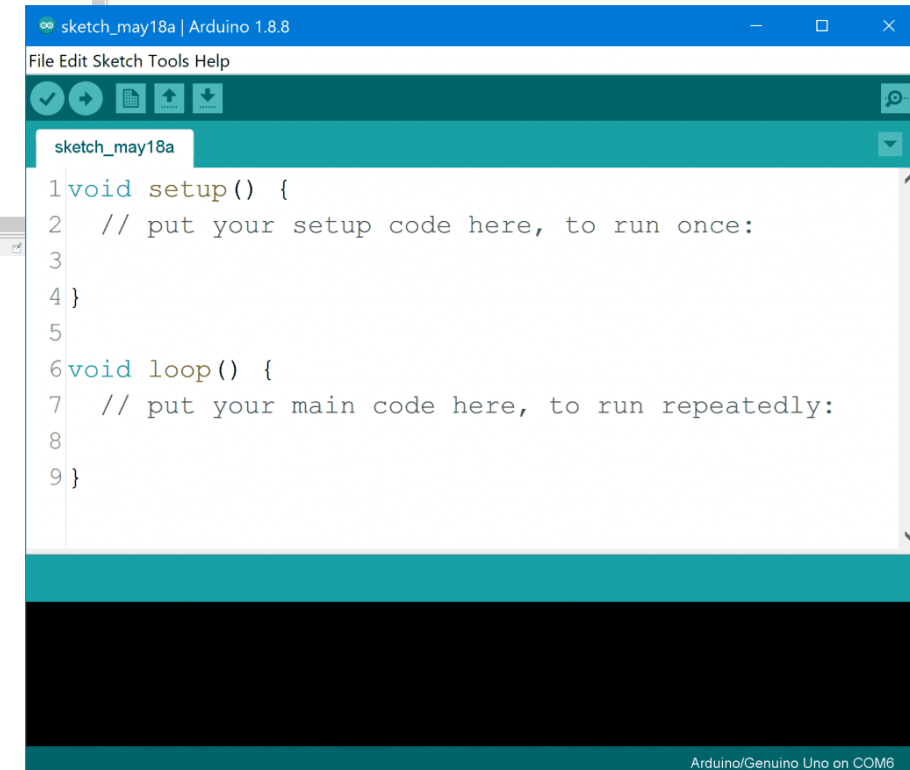 sketch_may18a | Arduino 1.8.8
File Edit Sketch Tools Help
sketch_may18a
1 void setup() {
2   // put your setup code here, to run once:
3
4 }
5
6 void loop() {
7   // put your main code here, to run repeatedly:
8
9 }
Arduino/Genuino Uno on COM6